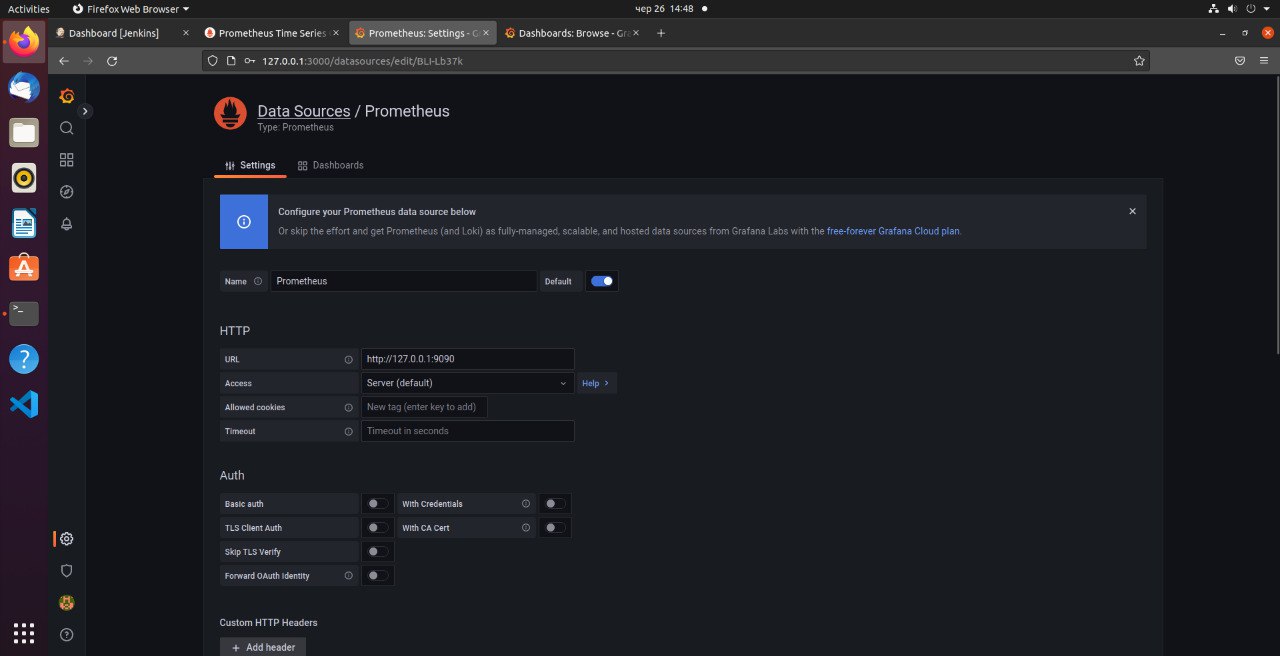 Activities
Firefox Web Browser
чер 26 14:48
Dashboard [Jenkins]
Prometheus Time Series
Prometheus: Settings - G
Dashboards: Browse - Gra
127.0.0.1:3000/datasources/edit/BLI-Lb37k
Data Sources / Prometheus
Type: Prometheus
Settings
Dashboards
Configure your Prometheus data source below
Or skip the effort and get Prometheus (and Loki) as fully-managed, scalable, and hosted data sources from Grafana Labs with the free-forever Grafana Cloud plan.
Name
Prometheus
Default
HTTP
URL
http://127.0.0.1:9090
Access
Server (default)
Help >
Allowed cookies
New tag (enter key to add)
Timeout
Timeout in seconds
Auth
Basic auth
With Credentials
TLS Client Auth
With CA Cert
Skip TLS Verify
Forward OAuth Identity
Custom HTTP Headers
+ Add header